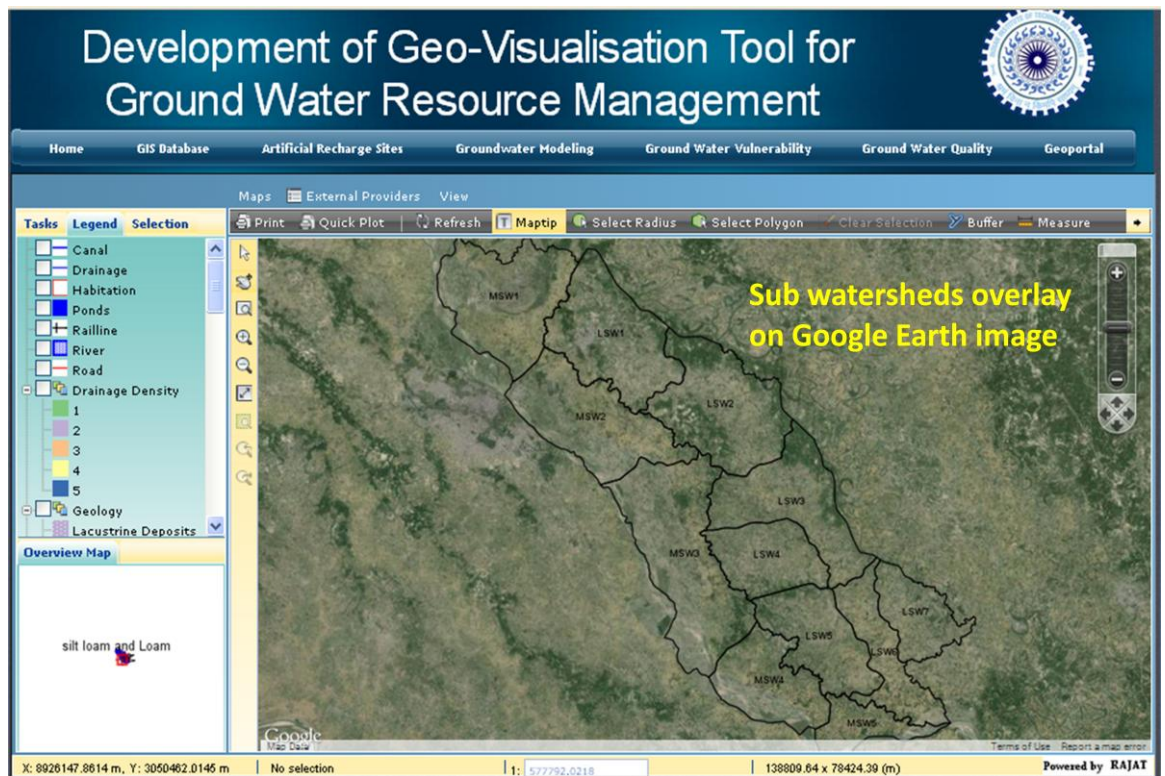 Development of Geo-Visualisation Tool for
Ground Water Resource Management
Home GIS Database Artificial Recharge Sites Groundwater Modeling Ground Water Vulnerability Ground Water Quality Geoportal
Maps External Providers View
Tasks Legend Selection
Print Quick Plot Refresh Maptip Select Radius Select Polygon Clear Selection Buffer Measure
Canal
Drainage
Habitation
Ponds
Railline
River
Road
Drainage Density
1
2
3
4
5
Geology
Lacustrine Deposits
Overview Map
silt loam and Loam
Sub watersheds overlay
on Google Earth image
MSW1
LSW1
LSW2
MSW2
LSW3
MSW3
LSW4
LSW7
LSW5
LSW6
MSW4
MSW5
Google
Map Data
Terms of Use Report a map error
X: 8926147.8614 m, Y: 3050462.0145 m No selection 1: 577792.0218 138809.64 x 78424.39 (m) Powered by RAJAT